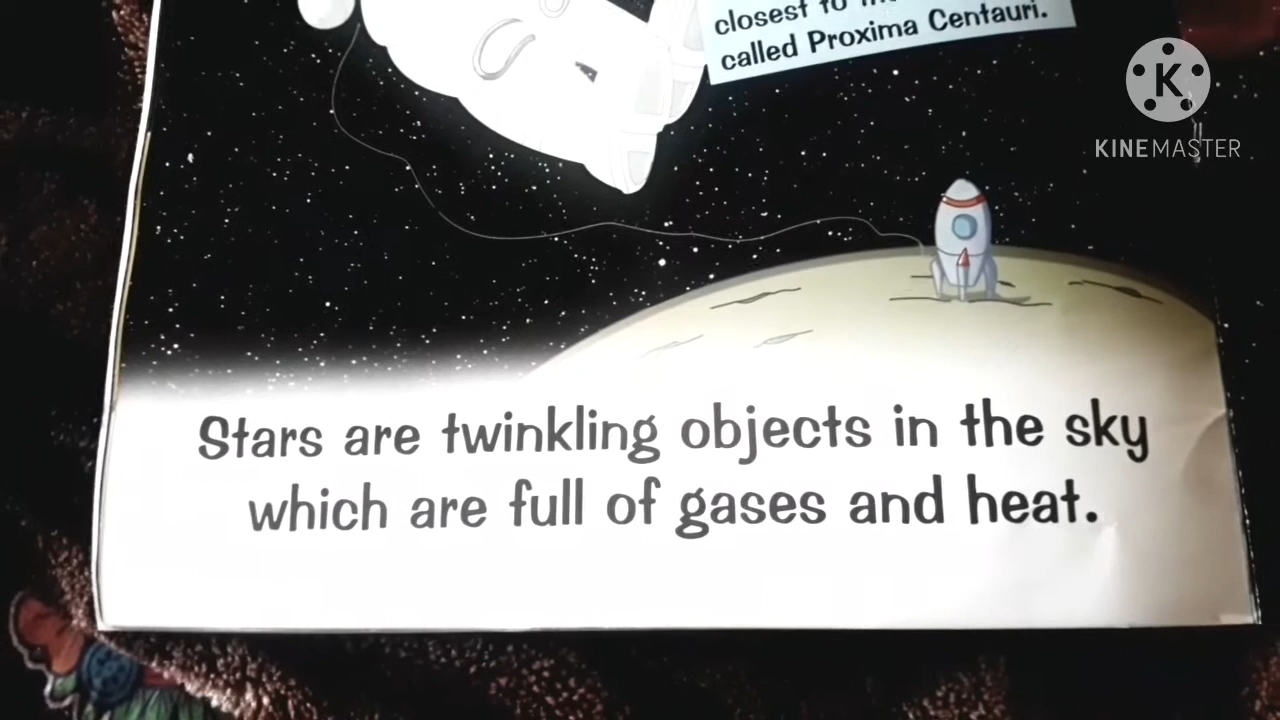 closest to
called Proxima Centauri.
K
KINEMASTER
Stars are twinkling objects in the sky
which are full of gases and heat.